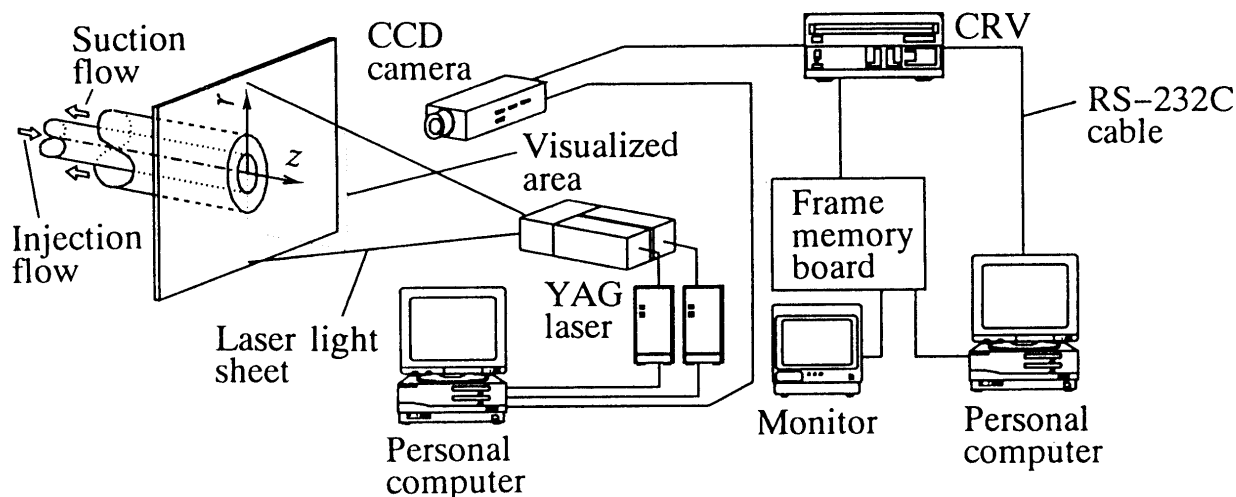 Suction
flow
CCD
camera
CRV
r
z
RS-232C
cable
Visualized
area
Injection
flow
Frame
memory
board
YAG
laser
Laser light
sheet
Monitor
Personal
computer
Personal
computer